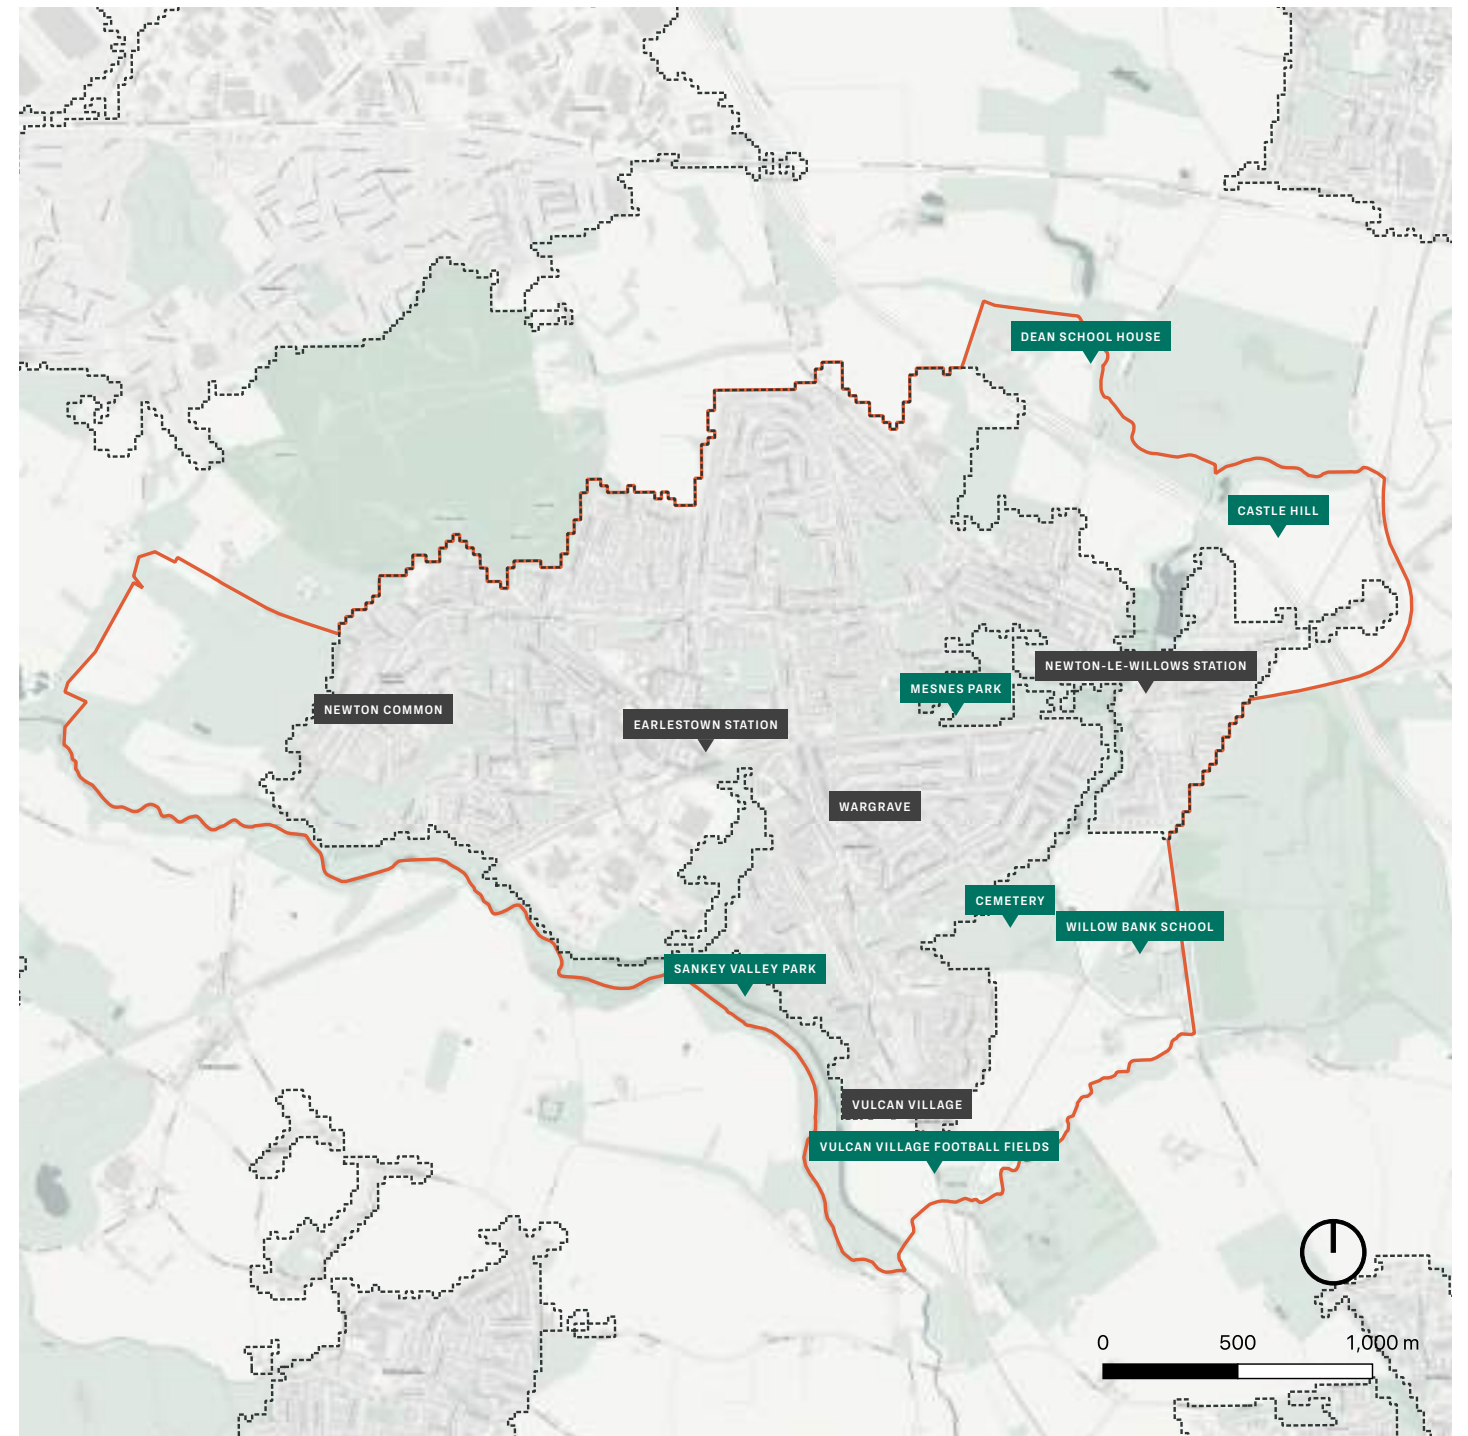 DEAN SCHOOL HOUSE
CASTLE HILL
NEWTON-LE-WILLOWS STATION
MESNES PARK
NEWTON COMMON
EARLESTOWN STATION
WARGRAVE
CEMETERY
WILLOW BANK SCHOOL
SANKEY VALLEY PARK
VULCAN VILLAGE
VULCAN VILLAGE FOOTBALL FIELDS
0 500 1,000 m